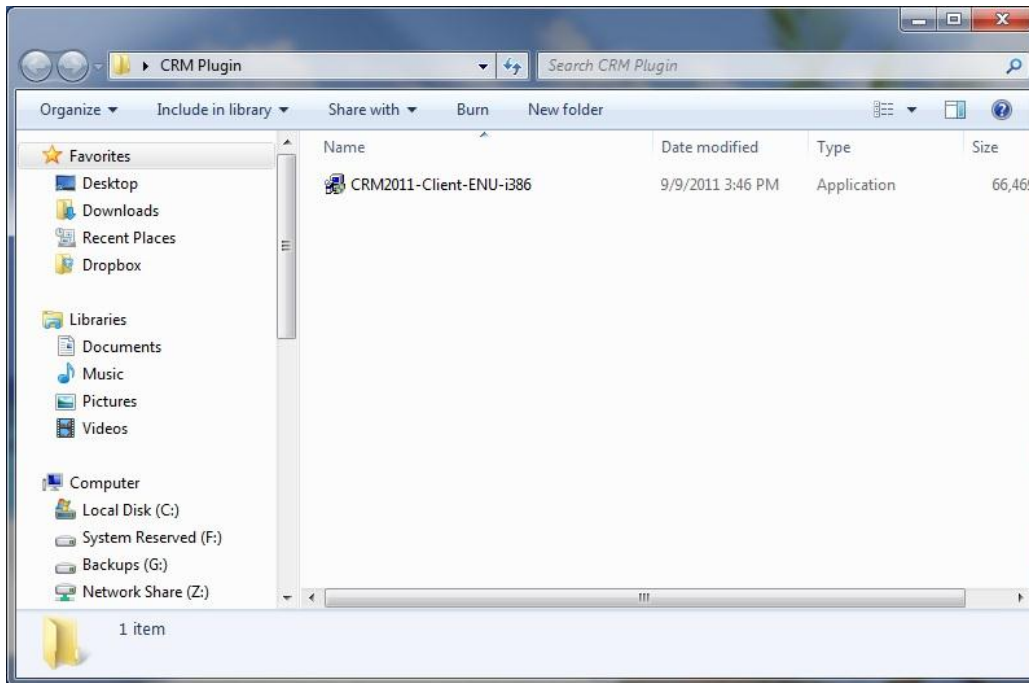 CRM Plugin
Search CRM Plugin
Organize Include in library Share with Burn New folder
Name Date modified Type Size
CRM2011-Client-ENU-i386 9/9/2011 3:46 PM Application 66,46
Favorites
Desktop
Downloads
Recent Places
Dropbox
Libraries
Documents
Music
Pictures
Videos
Computer
Local Disk (C:)
System Reserved (F:)
Backups (G:)
Network Share (Z:)
1 item